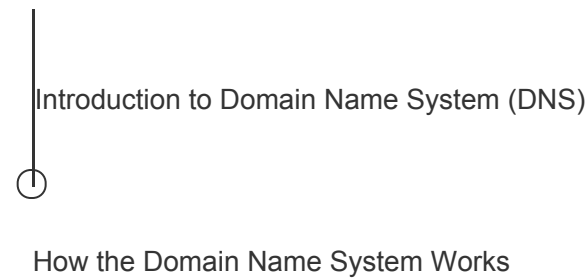 Introduction to Domain Name System (DNS)
How the Domain Name System Works